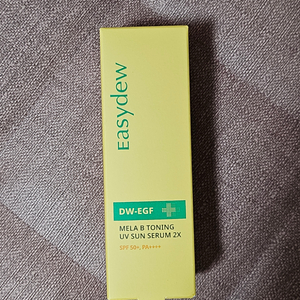 Easydew
DW-EGF
MELA B TONING
UV SUN SERUM 2X
SPF 50+, PA++++